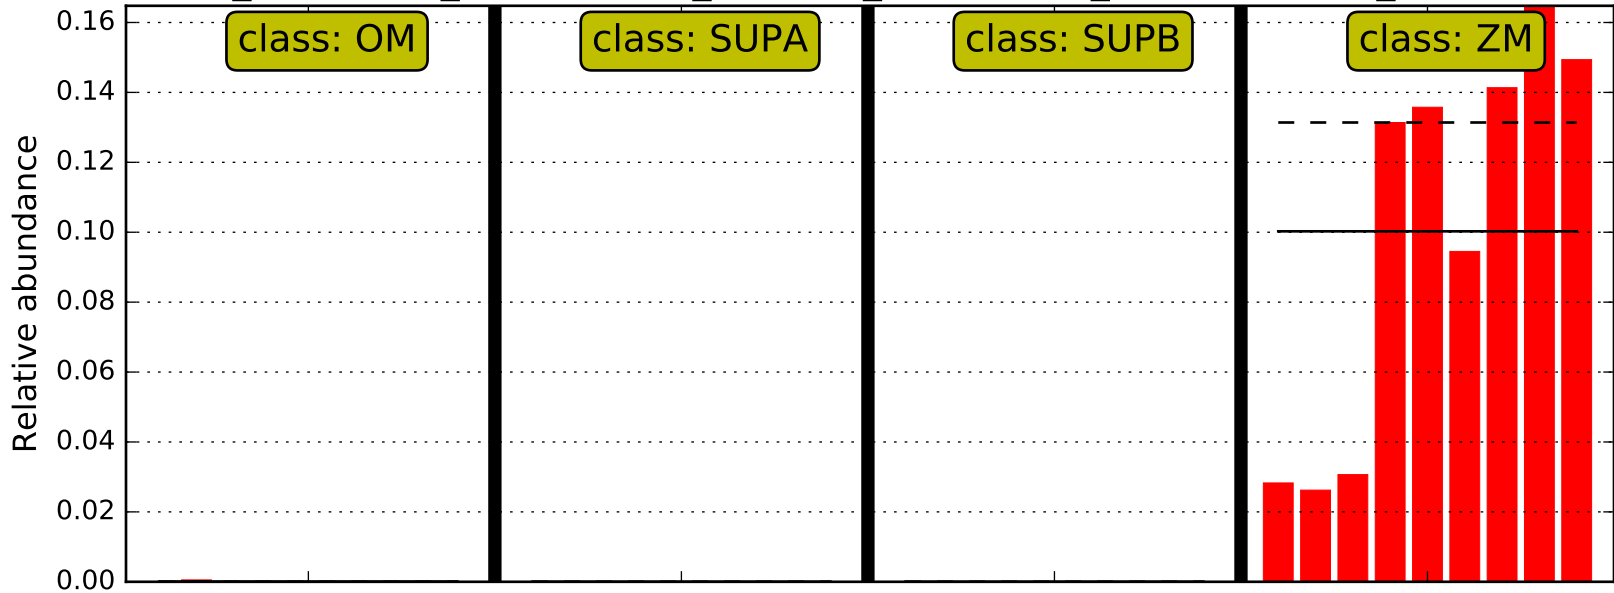 class: OM
class: SUPA
class: SUPB
class: ZM
Relative abundance
0.16
0.14
0.12
0.10
0.08
0.06
0.04
0.02
0.00